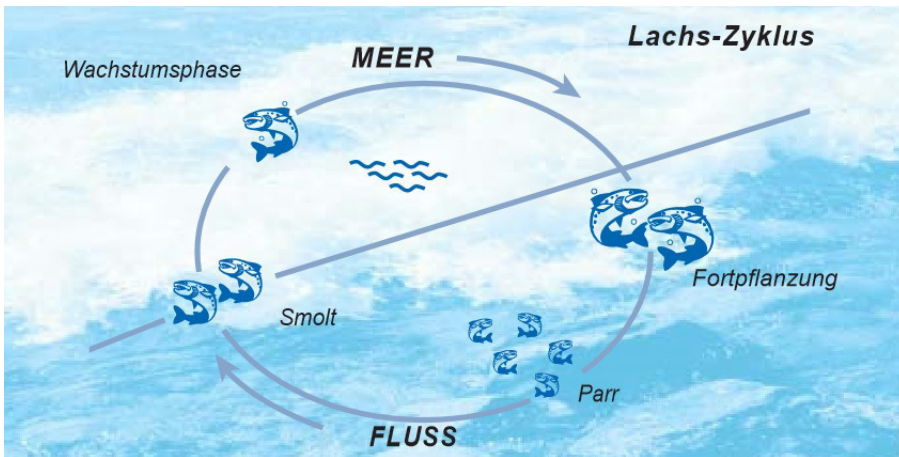 Lachs-Zyklus
MEER
Wachstumsphase
Fortpflanzung
Smolt
Parr
FLUSS